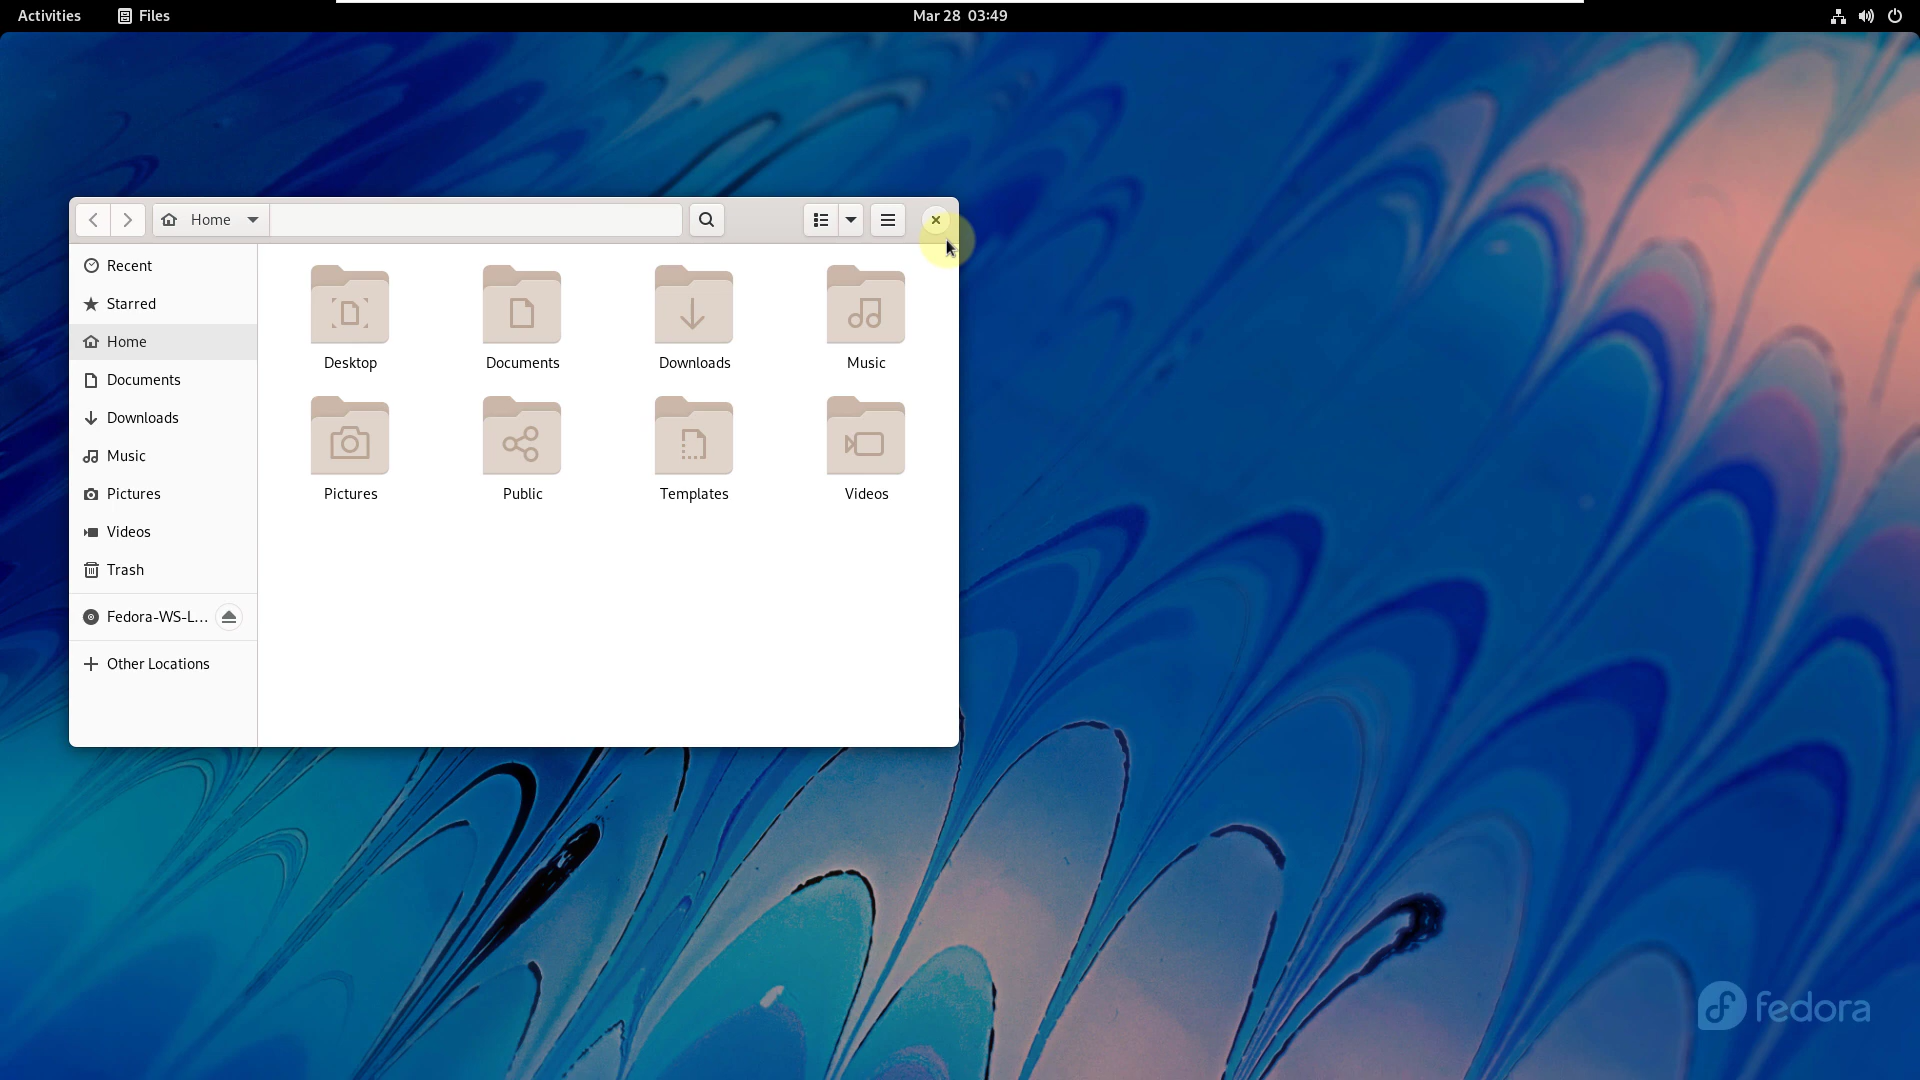 Activities
Files
Mar 28 03:49
Home
Recent
Starred
Home
Documents
Downloads
Music
Pictures
Videos
Trash
Fedora-WS-L...
Other Locations
Desktop
Documents
Downloads
Music
Pictures
Public
Templates
Videos
fedora